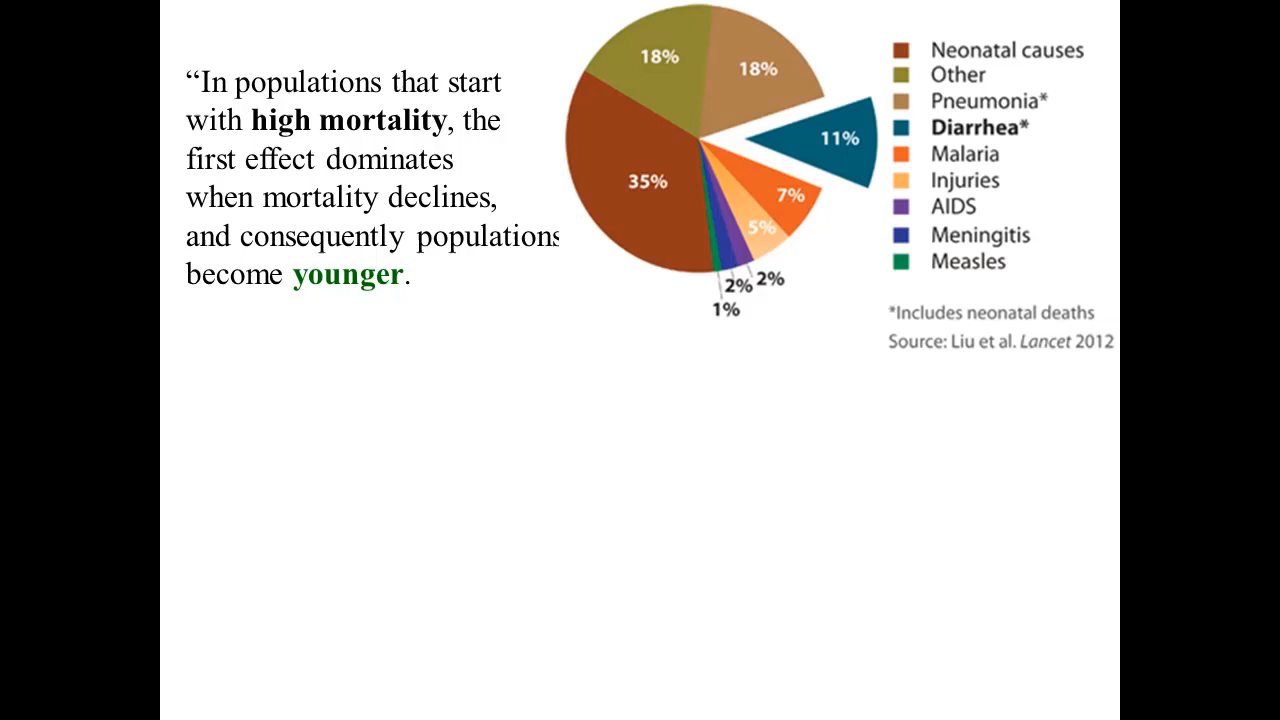 “In populations that start
with high mortality, the
first effect dominates
when mortality declines,
and consequently populations
become younger.
18%
18%
11%
35%
7%
5%
2%
2%
1%
Neonatal causes
Other
Pneumonia*
Diarrhea*
Malaria
Injuries
AIDS
Meningitis
Measles
*Includes neonatal deaths
Source: Liu et al. Lancet 2012